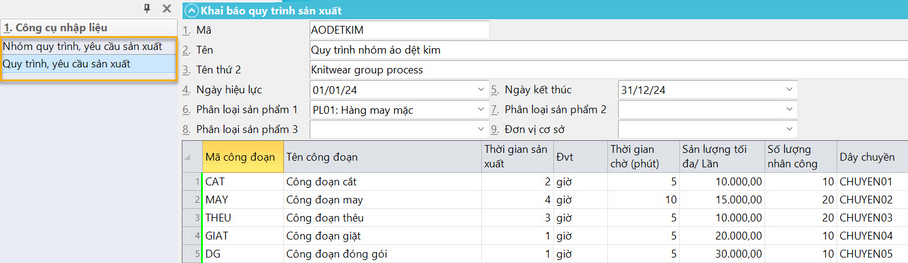 Khai báo quy trình sản xuất
1. Công cụ nhập liệu
Nhóm quy trình, yêu cầu sản xuất
Quy trình, yêu cầu sản xuất
1. Mã AODETKIM
2. Tên Quy trình nhóm áo dệt kim
3. Tên thứ 2 Knitwear group process
4. Ngày hiệu lực 01/01/24 5. Ngày kết thúc 31/12/24
6. Phân loại sản phẩm 1 PL01: Hàng may mặc 7. Phân loại sản phẩm 2
8. Phân loại sản phẩm 3 9. Đơn vị cơ sở
Mã công đoạn Tên công đoạn Thời gian sản xuất Đvt Thời gian chờ (phút) Sản lượng tối đa/ Lần Số lượng nhân công Dây chuyền
1 CAT Công đoạn cắt 2 giờ 5 10.000,00 10 CHUYEN01
2 MAY Công đoạn may 4 giờ 10 15.000,00 20 CHUYEN02
3 THEU Công đoạn thêu 3 giờ 5 10.000,00 20 CHUYEN03
4 GIAT Công đoạn giặt 1 giờ 5 20.000,00 10 CHUYEN04
5 DG Công đoạn đóng gói 1 giờ 5 30.000,00 10 CHUYEN05